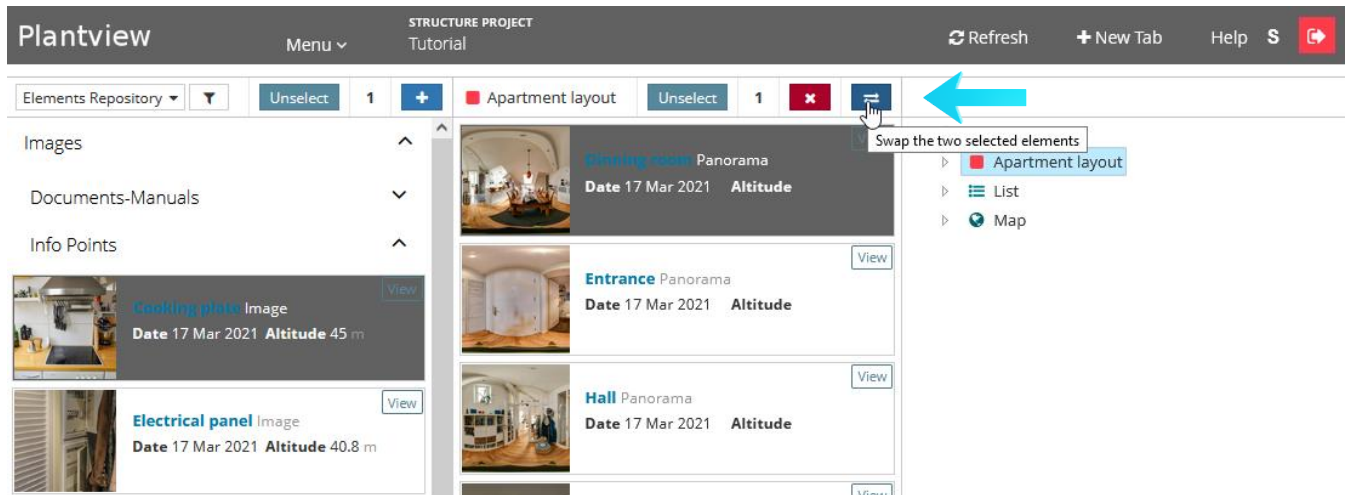 Plantview
Menu
STRUCTURE PROJECT
Tutorial
Refresh
New Tab
Help
S
Elements Repository
Unselect
1
Apartment layout
Unselect
1
Swap the two selected elements
Images
Documents-Manuals
Info Points
Cooking plate Image
View
Date 17 Mar 2021 Altitude 45 m
Electrical panel Image
View
Date 17 Mar 2021 Altitude 40.8 m
Dinning room Panorama
Date 17 Mar 2021 Altitude
Entrance Panorama
View
Date 17 Mar 2021 Altitude
Hall Panorama
View
Date 17 Mar 2021 Altitude
View
Apartment layout
List
Map